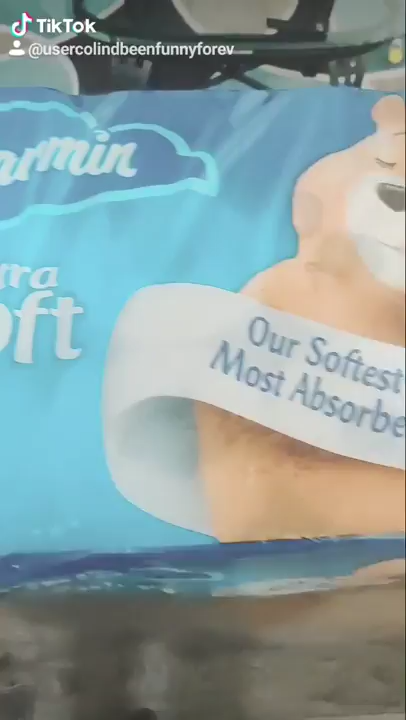 TikTok
@usercolindbeenfunnyforev
armin
ra
oft
Our Softest
Most Absorbe